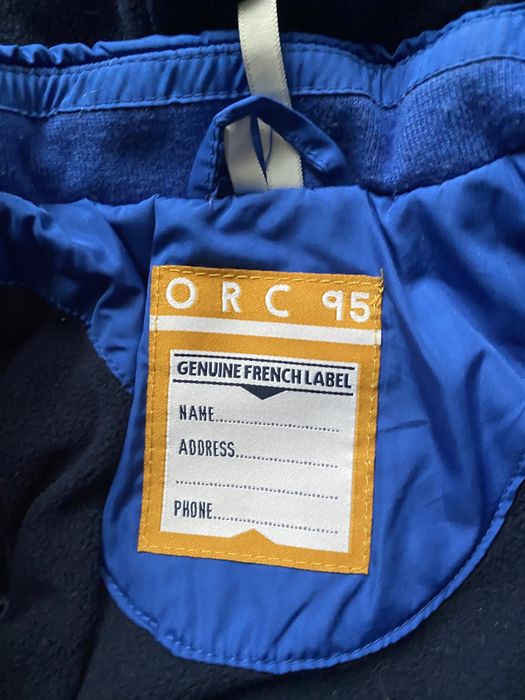 ORC 95
GENUINE FRENCH LABEL
NAME..............................
ADDRESS.......................
........................................
PHONE............................